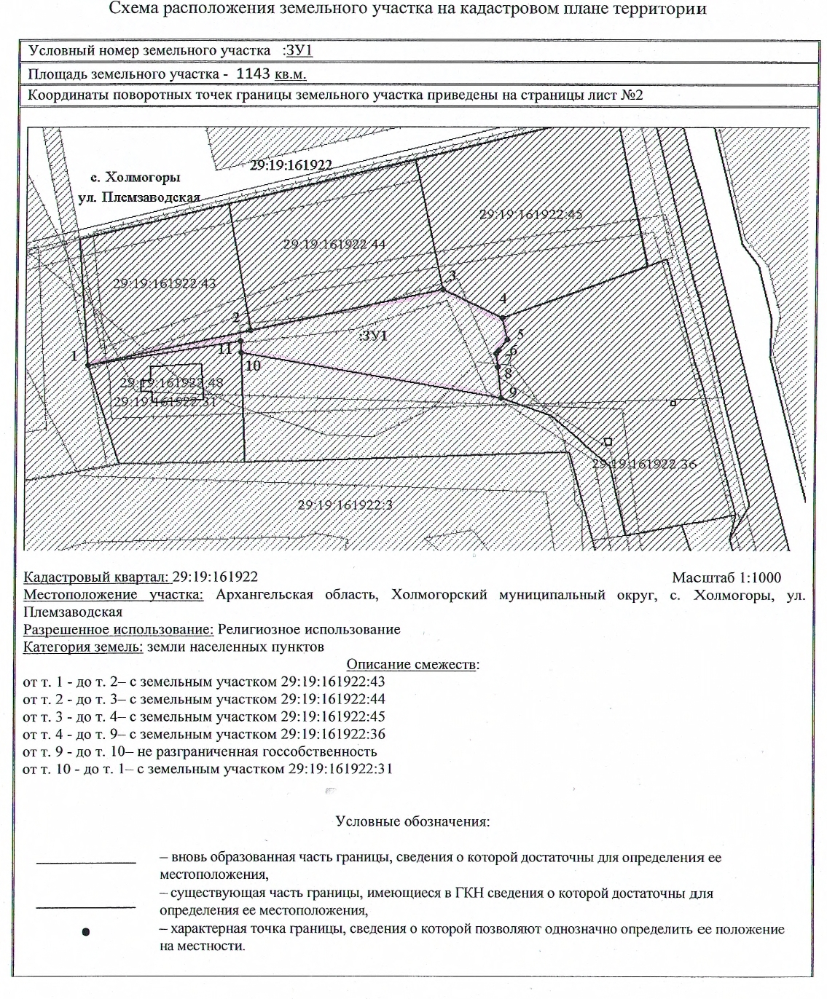 Схема расположения земельного участка на кадастровом плане территории
Условный номер земельного участка :ЗУ1
Площадь земельного участка - 1143 кв.м.
Координаты поворотных точек границы земельного участка приведены на страницы лист №2
29:19:161922
с. Холмогоры
ул. Племзаводская
29:19:161922:45
29:19:161922:44
29:19:161922:43
3
4
2
:ЗУ1
5
11
6
1
7
10
8
29:19:161922:48
9
29:19:161922:31
29:19:161922:36
29:19:161922:3
Кадастровый квартал: 29:19:161922 Масштаб 1:1000
Местоположение участка: Архангельская область, Холмогорский муниципальный округ, с. Холмогоры, ул.
Племзаводская
Разрешенное использование: Религиозное использование
Категория земель: земли населенных пунктов
Описание смежеств:
от т. 1 - до т. 2– с земельным участком 29:19:161922:43
от т. 2 - до т. 3– с земельным участком 29:19:161922:44
от т. 3 - до т. 4– с земельным участком 29:19:161922:45
от т. 4 - до т. 9– с земельным участком 29:19:161922:36
от т. 9 - до т. 10– не разграниченная госсобственность
от т. 10 - до т. 1– с земельным участком 29:19:161922:31
Условные обозначения:
– вновь образованная часть границы, сведения о которой достаточны для определения ее
местоположения,
– существующая часть границы, имеющиеся в ГКН сведения о которой достаточны для
определения ее местоположения,
– характерная точка границы, сведения о которой позволяют однозначно определить ее положение
на местности.